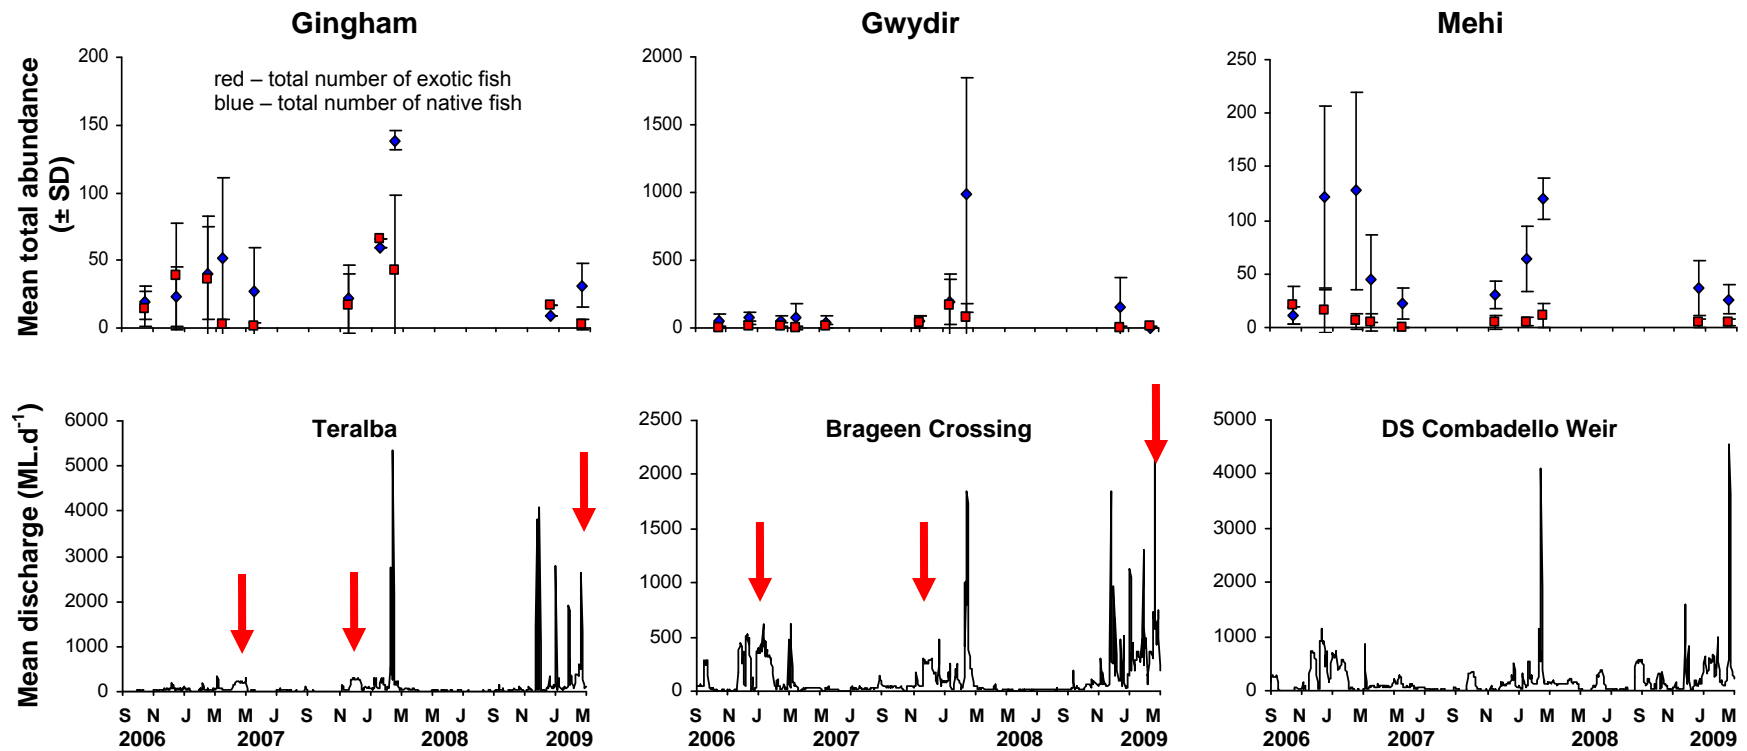 Gingham
Gwydir
Mehi
Mean total abundance
(± SD)
200
150
100
50
0
red – total number of exotic fish
blue – total number of native fish
2000
1500
1000
500
0
250
200
150
100
50
0
Mean discharge (ML.d-1)
Teralba
6000
5000
4000
3000
2000
1000
0
S N J M M J S N J M M J S N J M
2006 2007 2008 2009
Brageen Crossing
2500
2000
1500
1000
500
0
S N J M M J S N J M M J S N J M
2006 2007 2008 2009
DS Combadello Weir
5000
4000
3000
2000
1000
0
S N J M M J S N J M M J S N J M
2006 2007 2008 2009